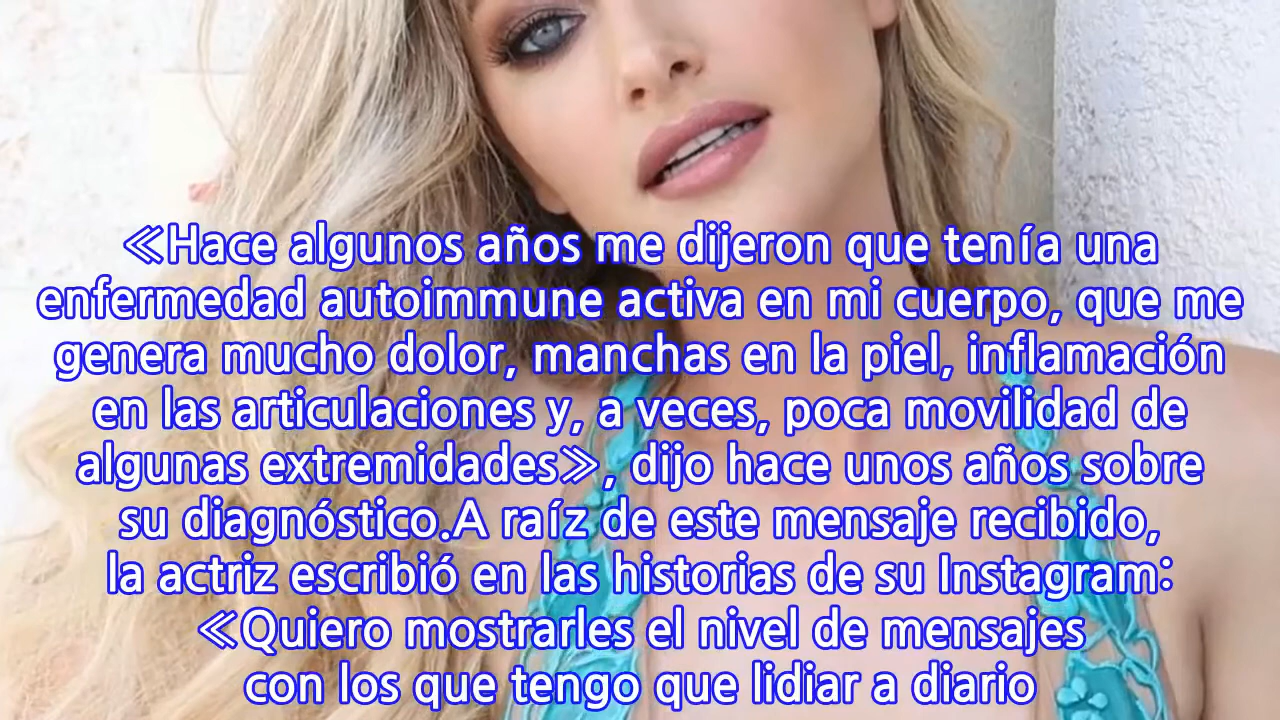 ≪Hace algunos años me dijeron que tenía una
enfermedad autoimmune activa en mi cuerpo, que me
genera mucho dolor, manchas en la piel, inflamación
en las articulaciones y, a veces, poca movilidad de
algunas extremidades≫, dijo hace unos años sobre
su diagnóstico.A raíz de este mensaje recibido,
la actriz escribió en las historias de su Instagram:
≪Quiero mostrarles el nivel de mensajes
con los que tengo que lidiar a diario